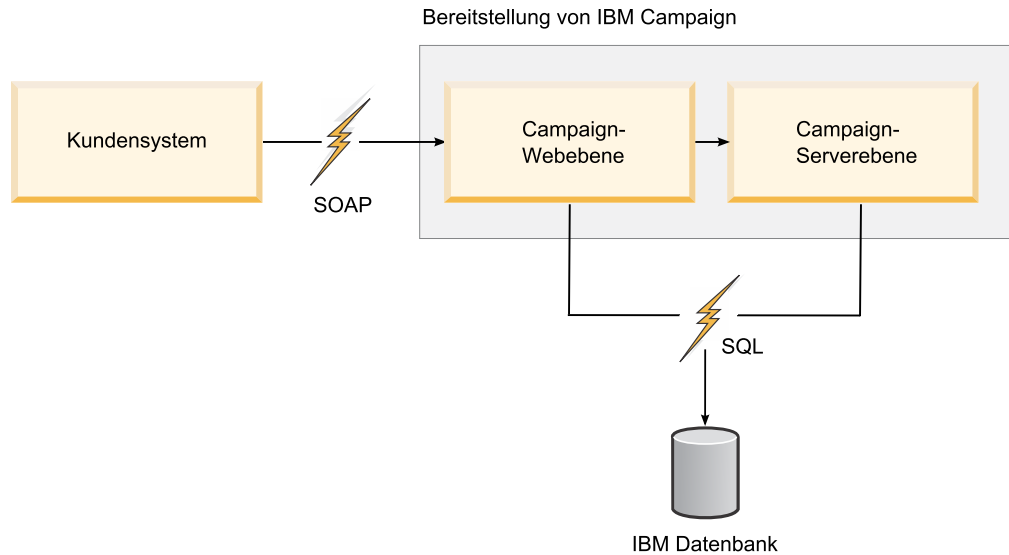 Bereitstellung von IBM Campaign
Kundensystem
SOAP
Campaign-
Webebene
Campaign-
Serverebene
SQL
IBM Datenbank